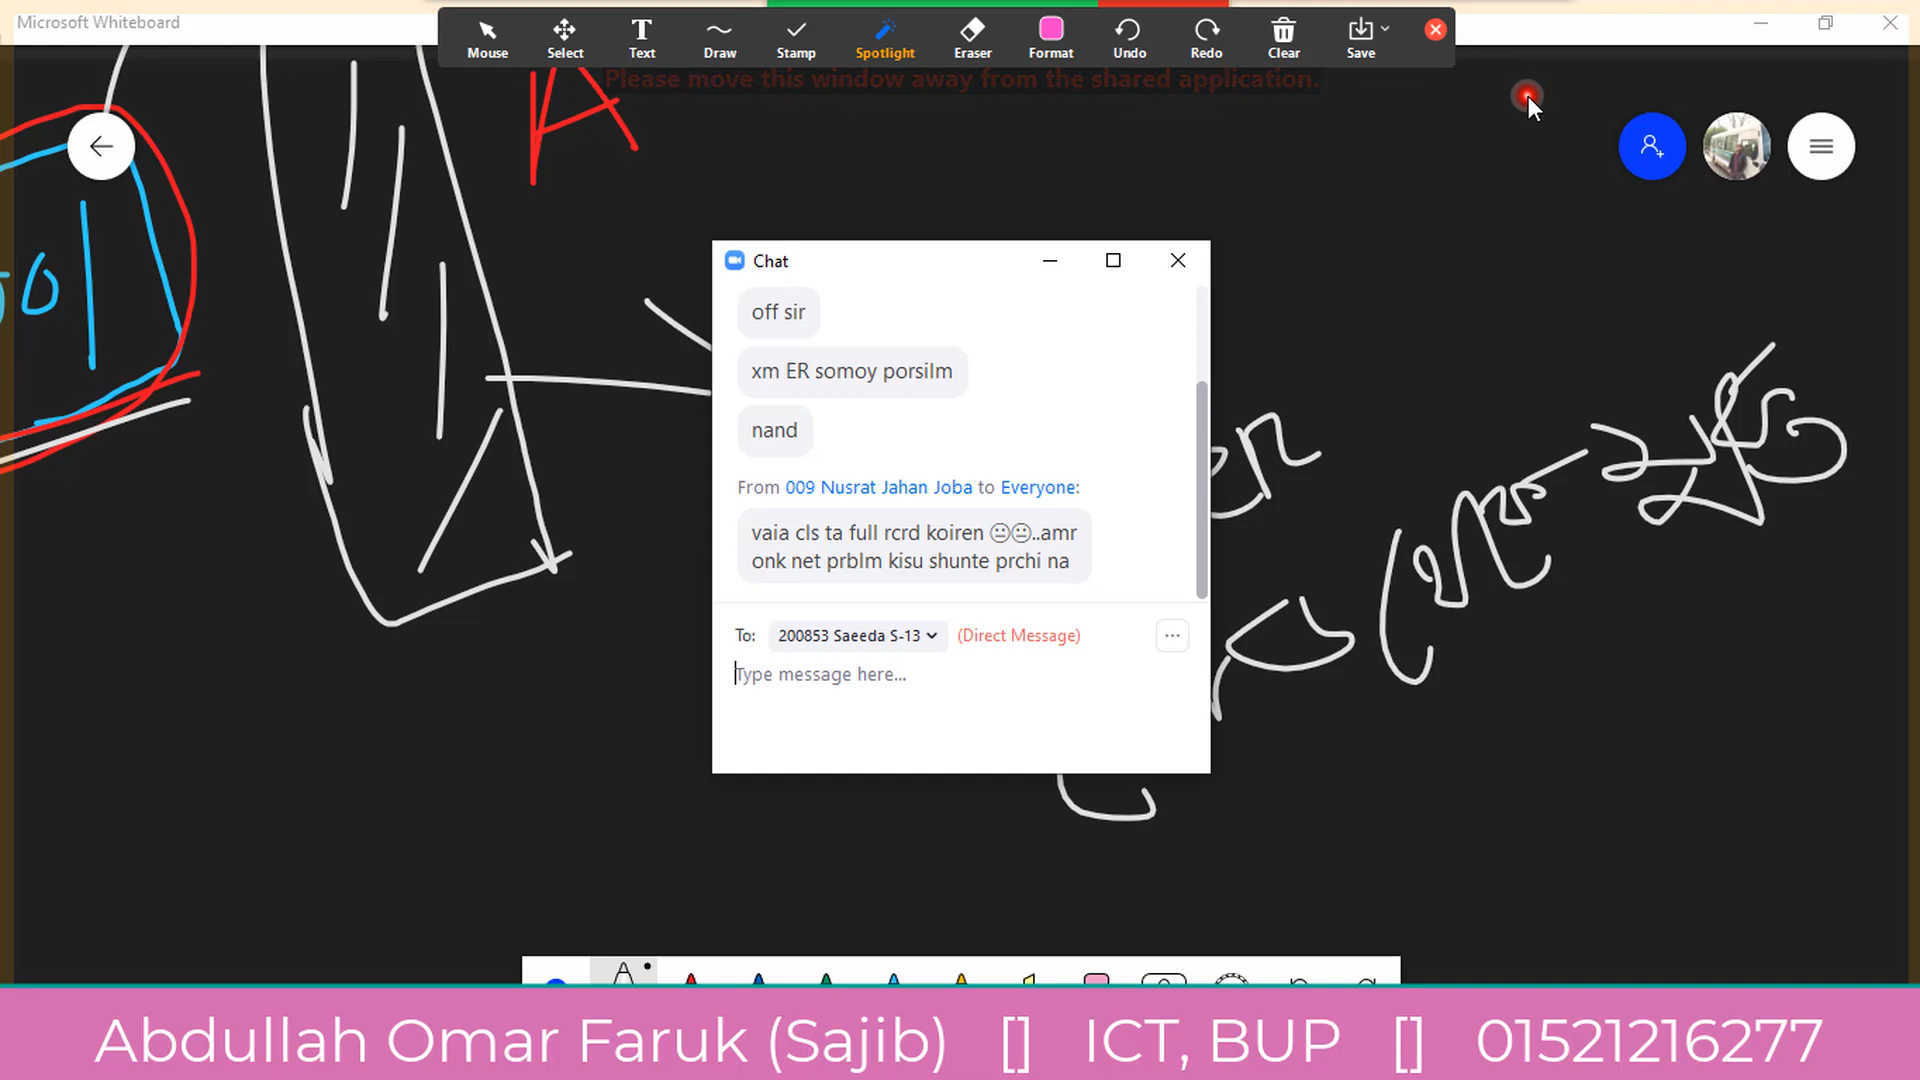 Microsoft Whiteboard
Mouse Select Text Draw Stamp Spotlight Eraser Format Undo Redo Clear Save
Please move this window away from the shared application.
A
501
Chat
off sir
xm ER somoy porsilm
nand
From 009 Nusrat Jahan Joba to Everyone:
vaia cls ta full rcrd koiren 😐😐..amr
onk net prblm kisu shunte prchi na
To: 200853 Saeeda S-13 (Direct Message)
Type message here...
Abdullah Omar Faruk (Sajib) [] ICT, BUP [] 01521216277